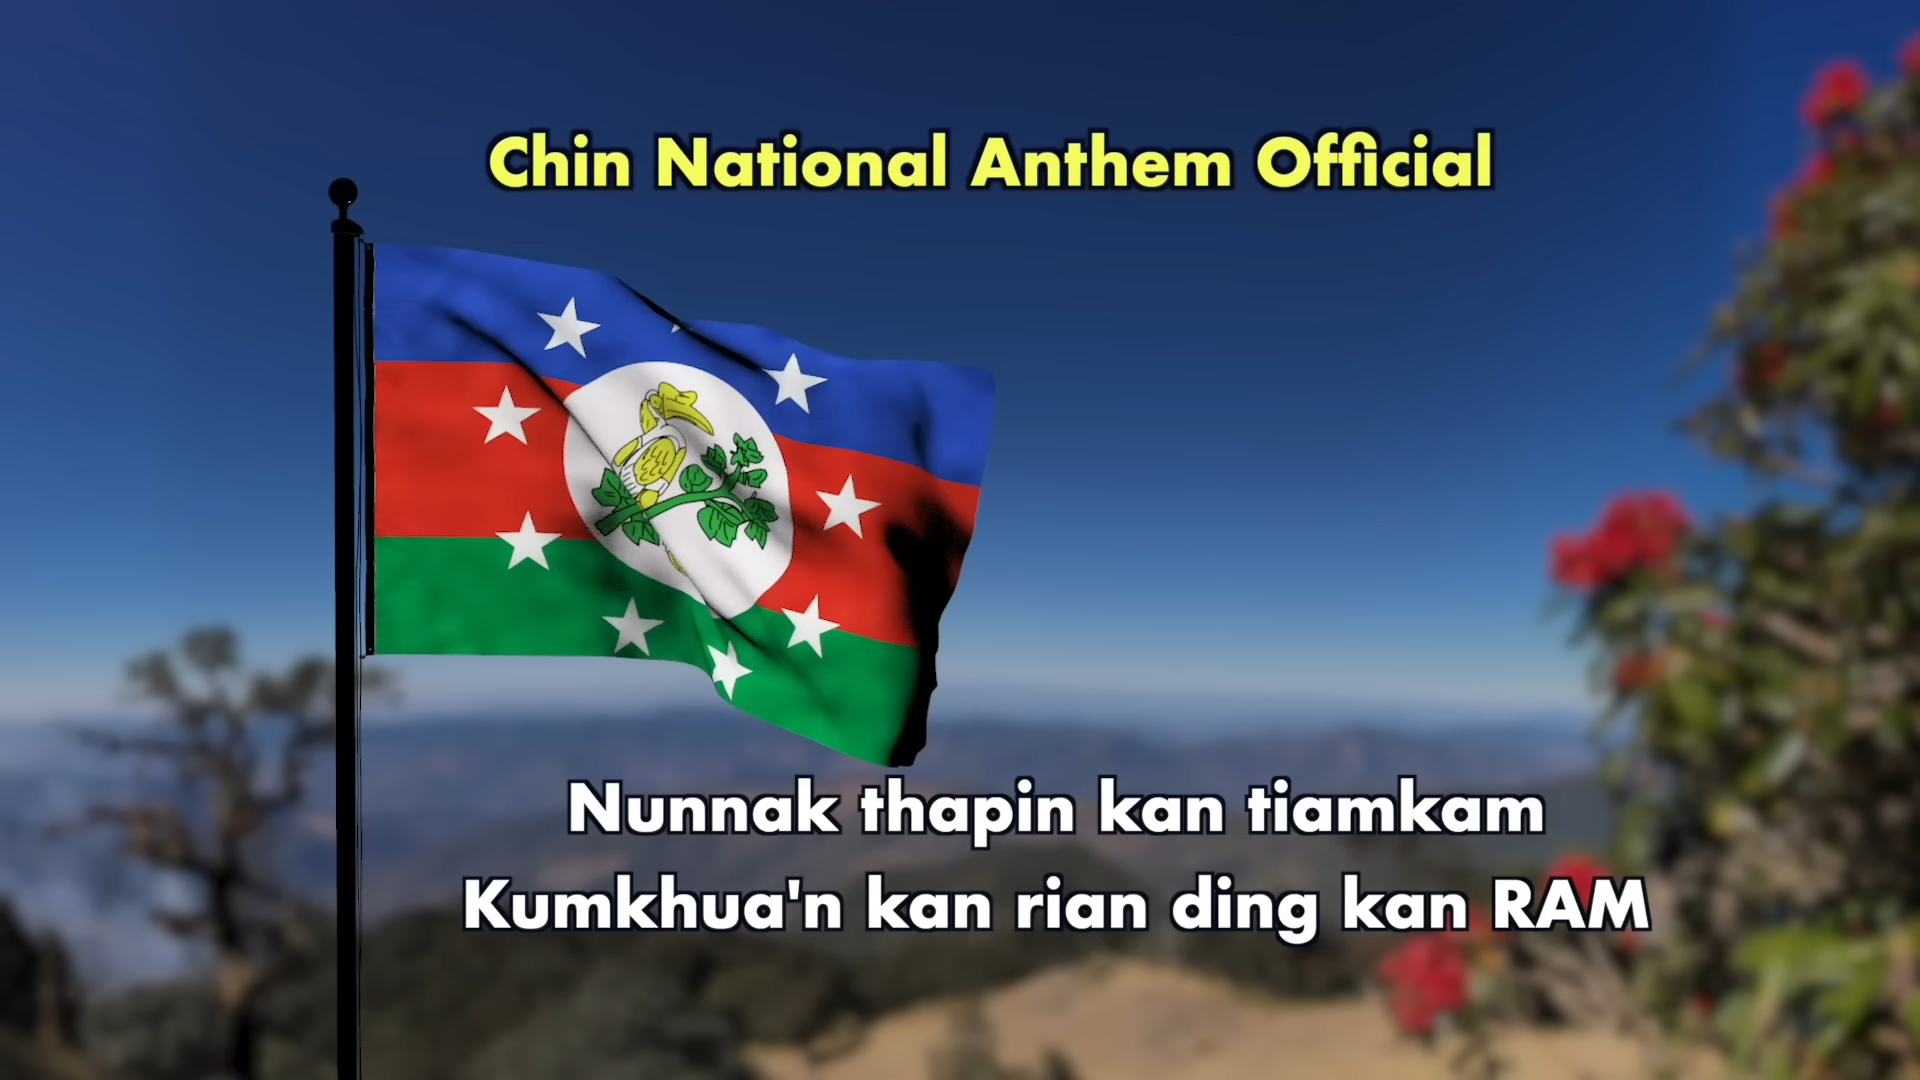 Chin National Anthem Official
Nunnak thapin kan tiamkam
Kumkhua'n kan rian ding kan RAM